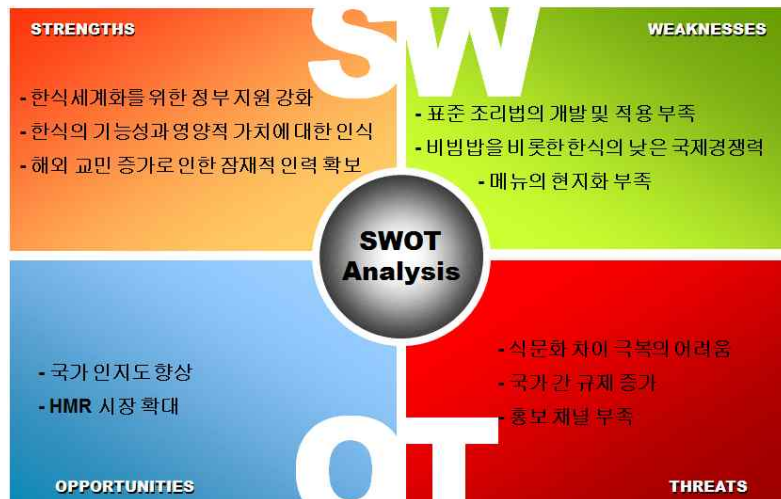 STRENGTHS
SW
WEAKNESSES
- 한식세계화를 위한 정부 지원 강화
- 한식의 기능성과 영양적 가치에 대한 인식
- 해외 교민 증가로 인한 잠재적 인력 확보
- 표준 조리법의 개발 및 적용 부족
- 비빔밥을 비롯한 한식의 낮은 국제경쟁력
- 메뉴의 현지화 부족
SWOT
Analysis
- 국가 인지도 향상
- HMR 시장 확대
- 식문화 차이 극복의 어려움
- 국가 간 규제 증가
- 홍보 채널 부족
OPPORTUNITIES
OT
THREATS